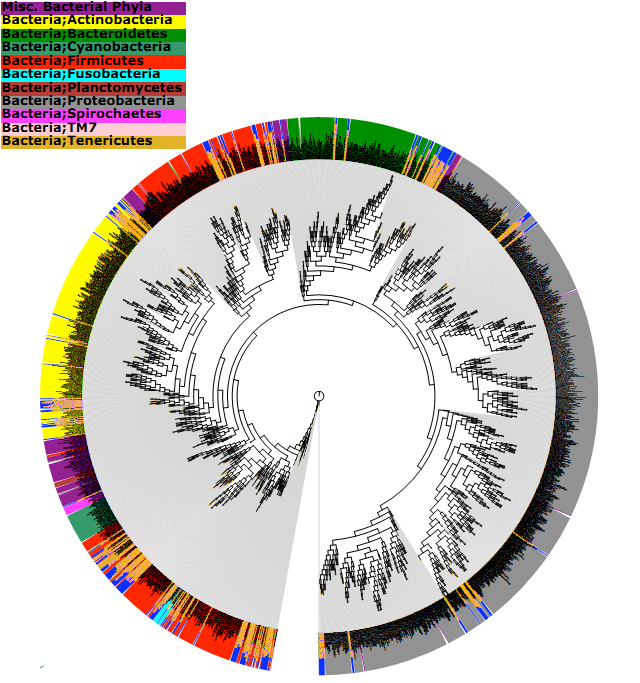 Misc. Bacterial Phyla
Bacteria;Actinobacteria
Bacteria;Bacteroidetes
Bacteria;Cyanobacteria
Bacteria;Firmicutes
Bacteria;Fusobacteria
Bacteria;Planctomycetes
Bacteria;Proteobacteria
Bacteria;Spirochaetes
Bacteria;TM7
Bacteria;Tenericutes